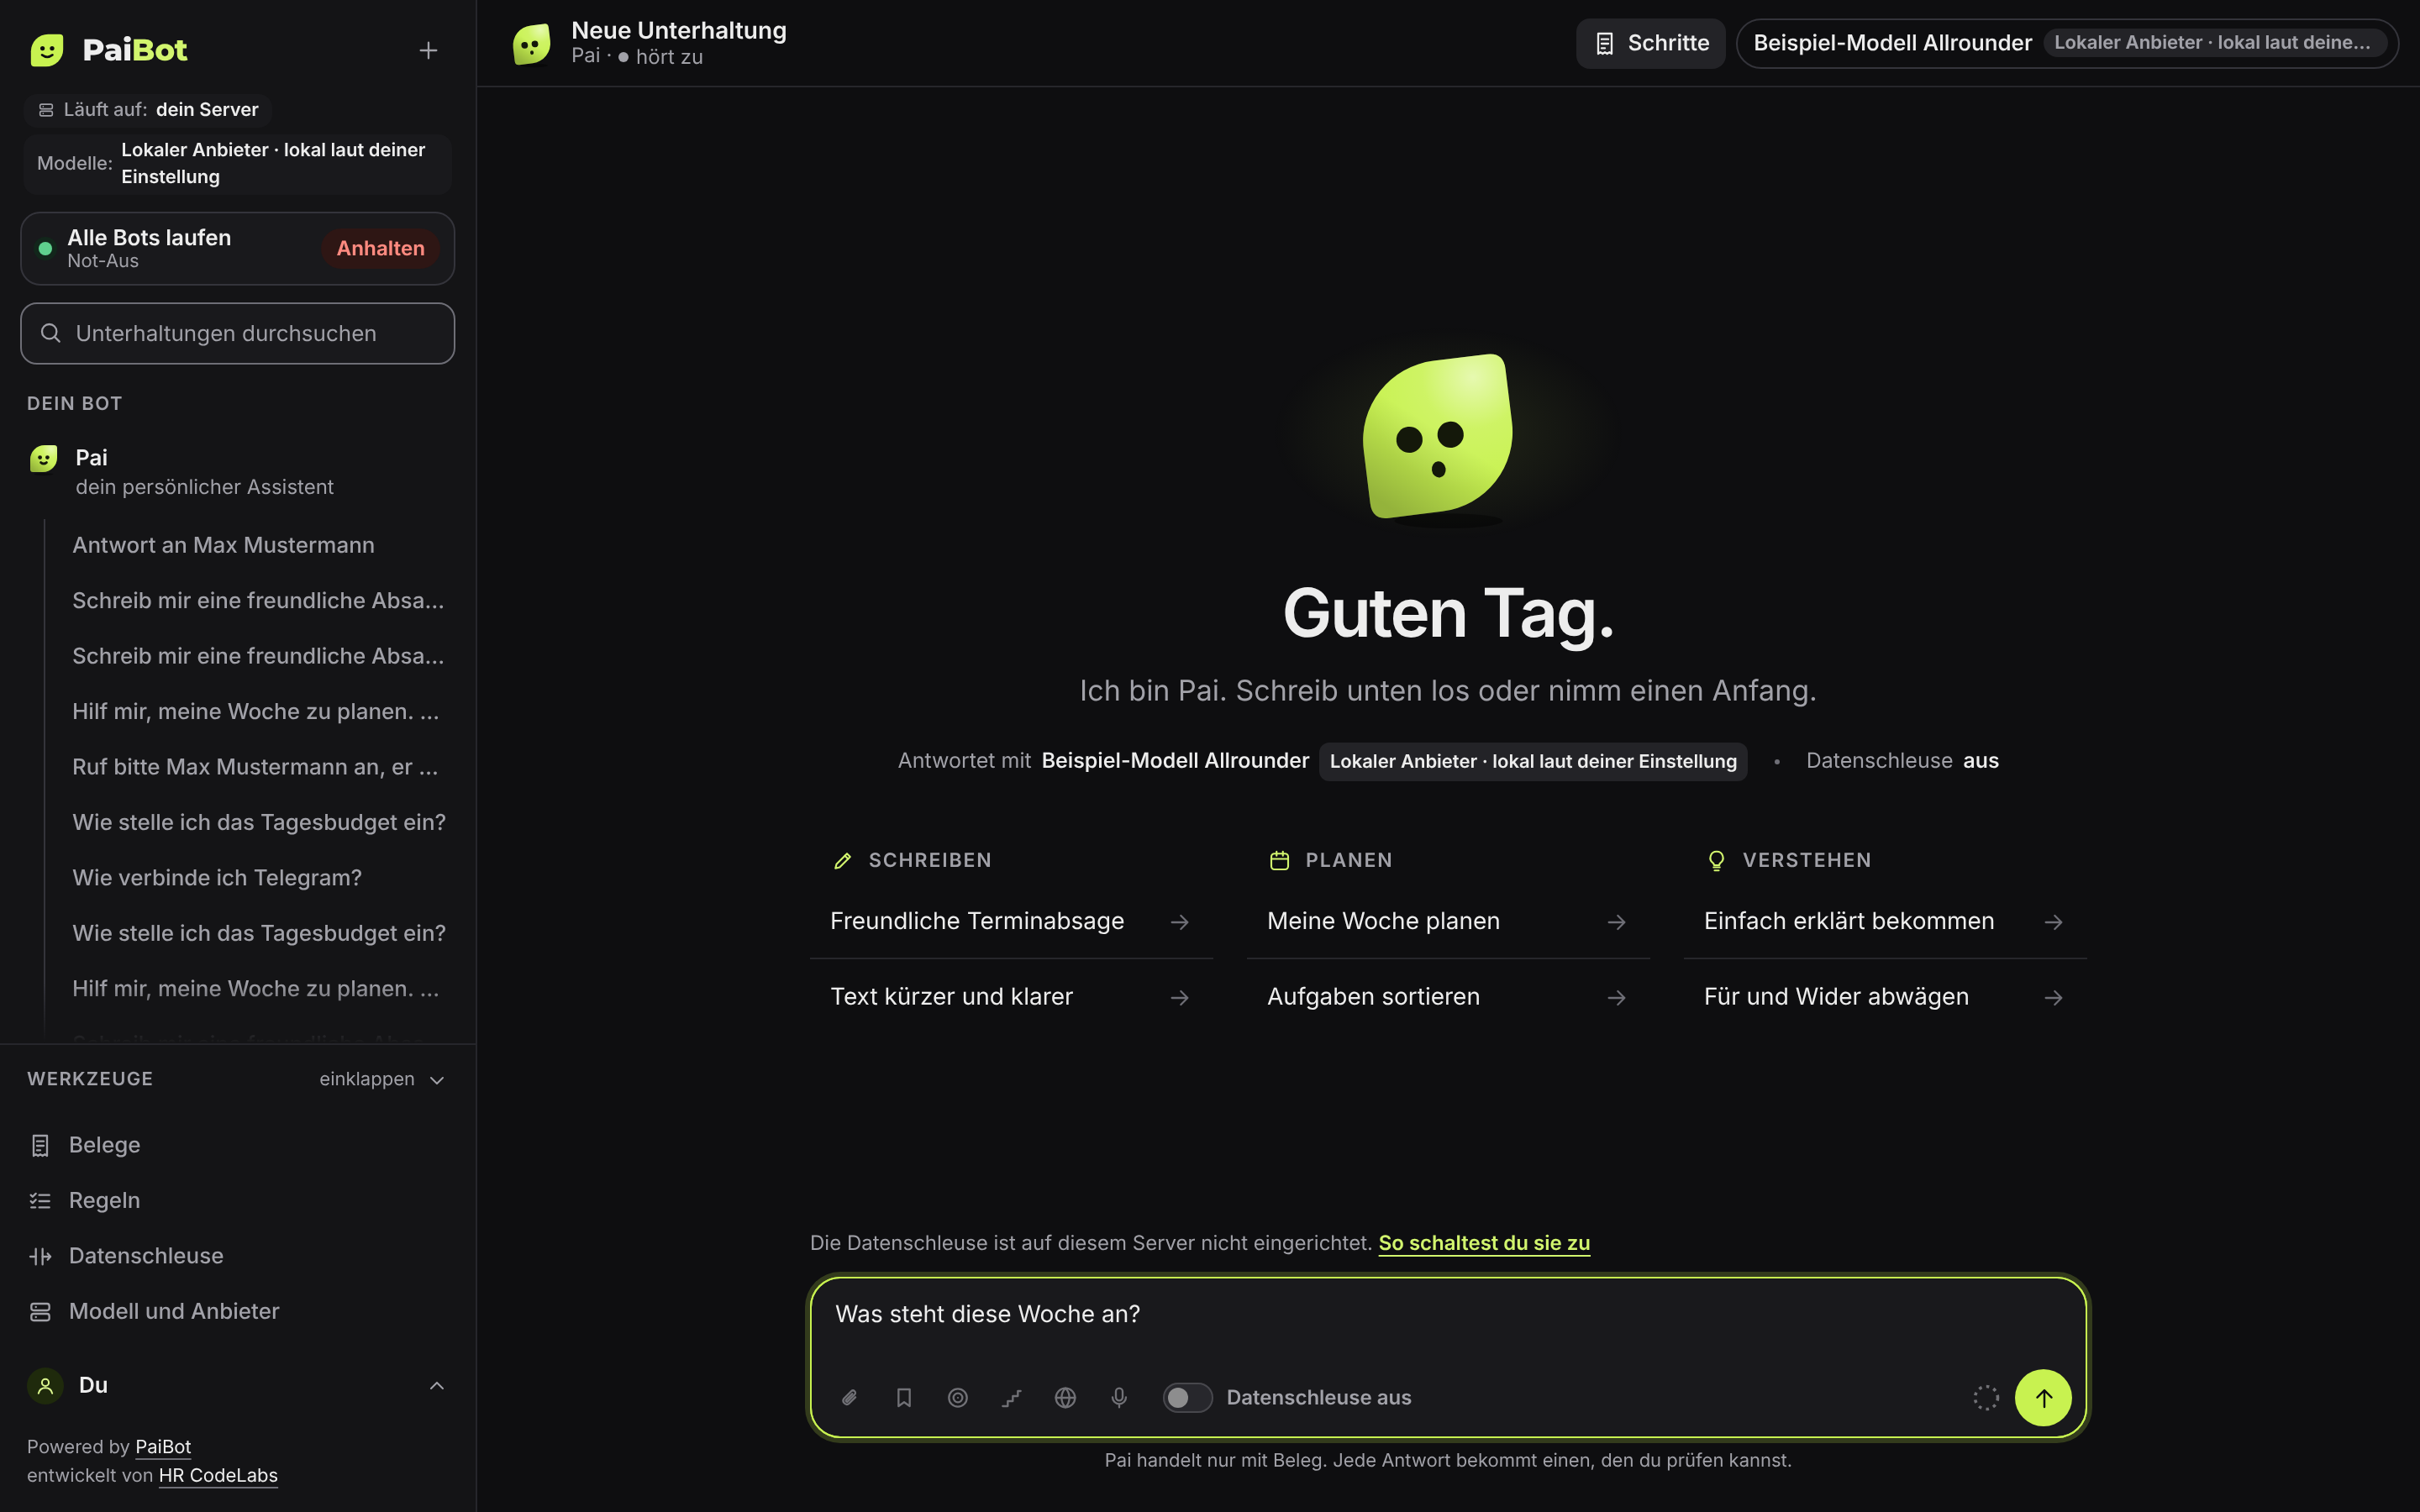 PaiBot
Läuft auf: dein Server
Modelle: Lokaler Anbieter · lokal laut deiner
Einstellung
Alle Bots laufen
Not-Aus
Anhalten
Unterhaltungen durchsuchen
DEIN BOT
Pai
dein persönlicher Assistent
Antwort an Max Mustermann
Schreib mir eine freundliche Absa...
Schreib mir eine freundliche Absa...
Hilf mir, meine Woche zu planen. ...
Ruf bitte Max Mustermann an, er ...
Wie stelle ich das Tagesbudget ein?
Wie verbinde ich Telegram?
Wie stelle ich das Tagesbudget ein?
Hilf mir, meine Woche zu planen. ...
WERKZEUGE einklappen
Belege
Regeln
Datenschleuse
Modell und Anbieter
Du
Powered by PaiBot
entwickelt von HR CodeLabs
Neue Unterhaltung
Pai · hört zu
Schritte
Beispiel-Modell Allrounder Lokaler Anbieter · lokal laut deine...
Guten Tag.
Ich bin Pai. Schreib unten los oder nimm einen Anfang.
Antwortet mit Beispiel-Modell Allrounder Lokaler Anbieter · lokal laut deiner Einstellung • Datenschleuse aus
SCHREIBEN
Freundliche Terminabsage
Text kürzer und klarer
PLANEN
Meine Woche planen
Aufgaben sortieren
VERSTEHEN
Einfach erklärt bekommen
Für und Wider abwägen
Die Datenschleuse ist auf diesem Server nicht eingerichtet. So schaltest du sie zu
Was steht diese Woche an?
Datenschleuse aus
Pai handelt nur mit Beleg. Jede Antwort bekommt einen, den du prüfen kannst.